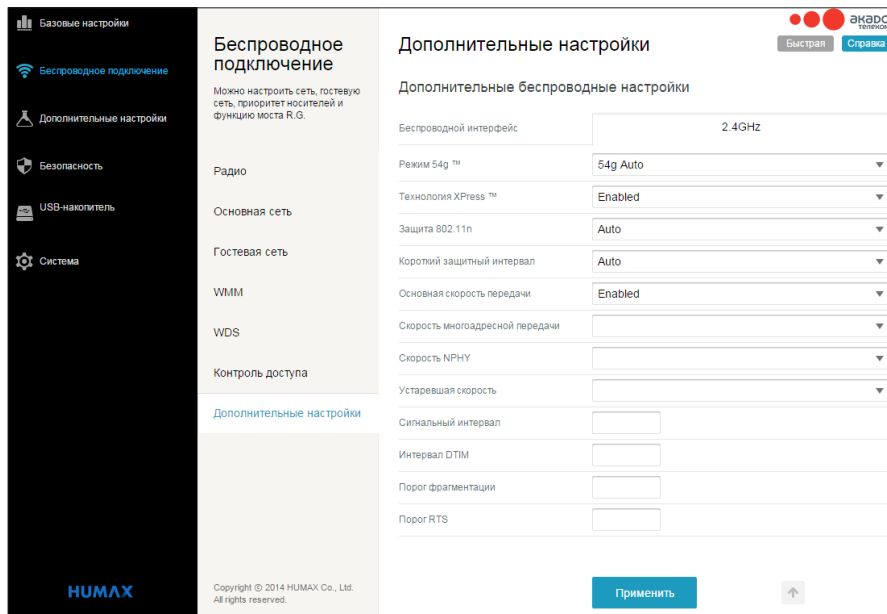 Базовые настройки
Беспроводное подключение
Дополнительные настройки
Безопасность
USB-накопитель
Система
HUMAX
Беспроводное
подключение
Можно настроить сеть, гостевую
сеть, приоритет носителей и
функцию моста R.G.
Радио
Основная сеть
Гостевая сеть
WMM
WDS
Контроль доступа
Дополнительные настройки
Copyright © 2014 HUMAX Co., Ltd.
All rights reserved.
акадо
телеком
Быстрая
Справка
Дополнительные настройки
Дополнительные беспроводные настройки
Беспроводной интерфейс 2.4GHz
Режим 54g ™ 54g Auto
Технология XPress ™ Enabled
Защита 802.11n Auto
Короткий защитный интервал Auto
Основная скорость передачи Enabled
Скорость многоадресной передачи
Скорость NPHY
Устаревшая скорость
Сигнальный интервал
Интервал DTIM
Порог фрагментации
Порог RTS
Применить